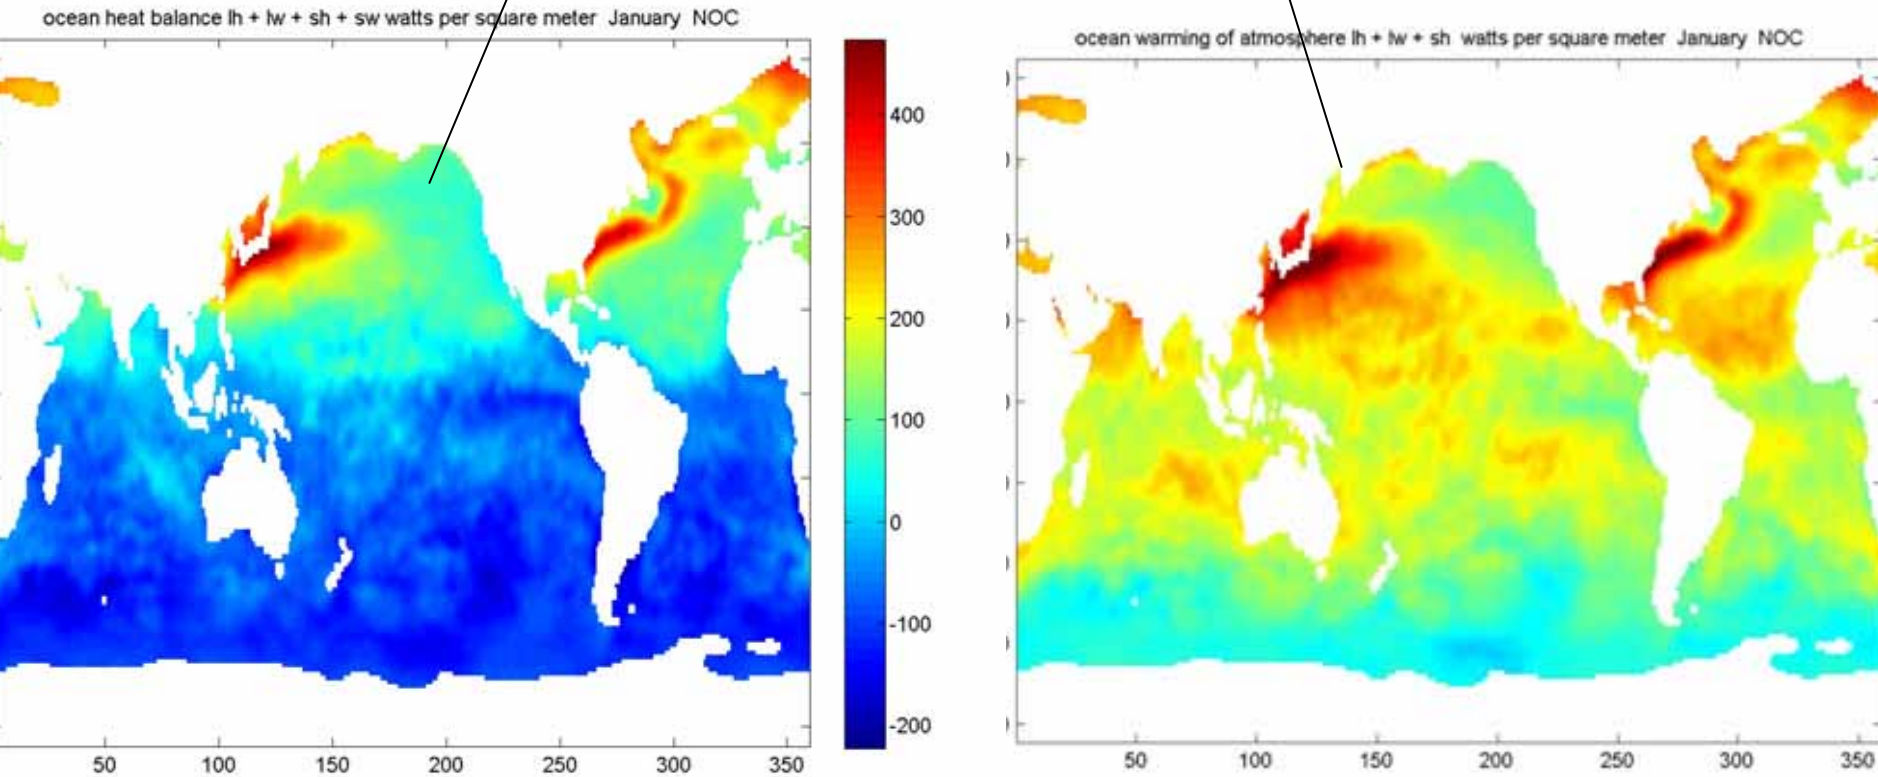 ocean heat balance lh + lw + sh + sw watts per square meter January NOC
400
300
200
100
0
-100
-200
50 100 150 200 250 300 350
ocean warming of atmosphere lh + lw + sh watts per square meter January NOC
50 100 150 200 250 300 350